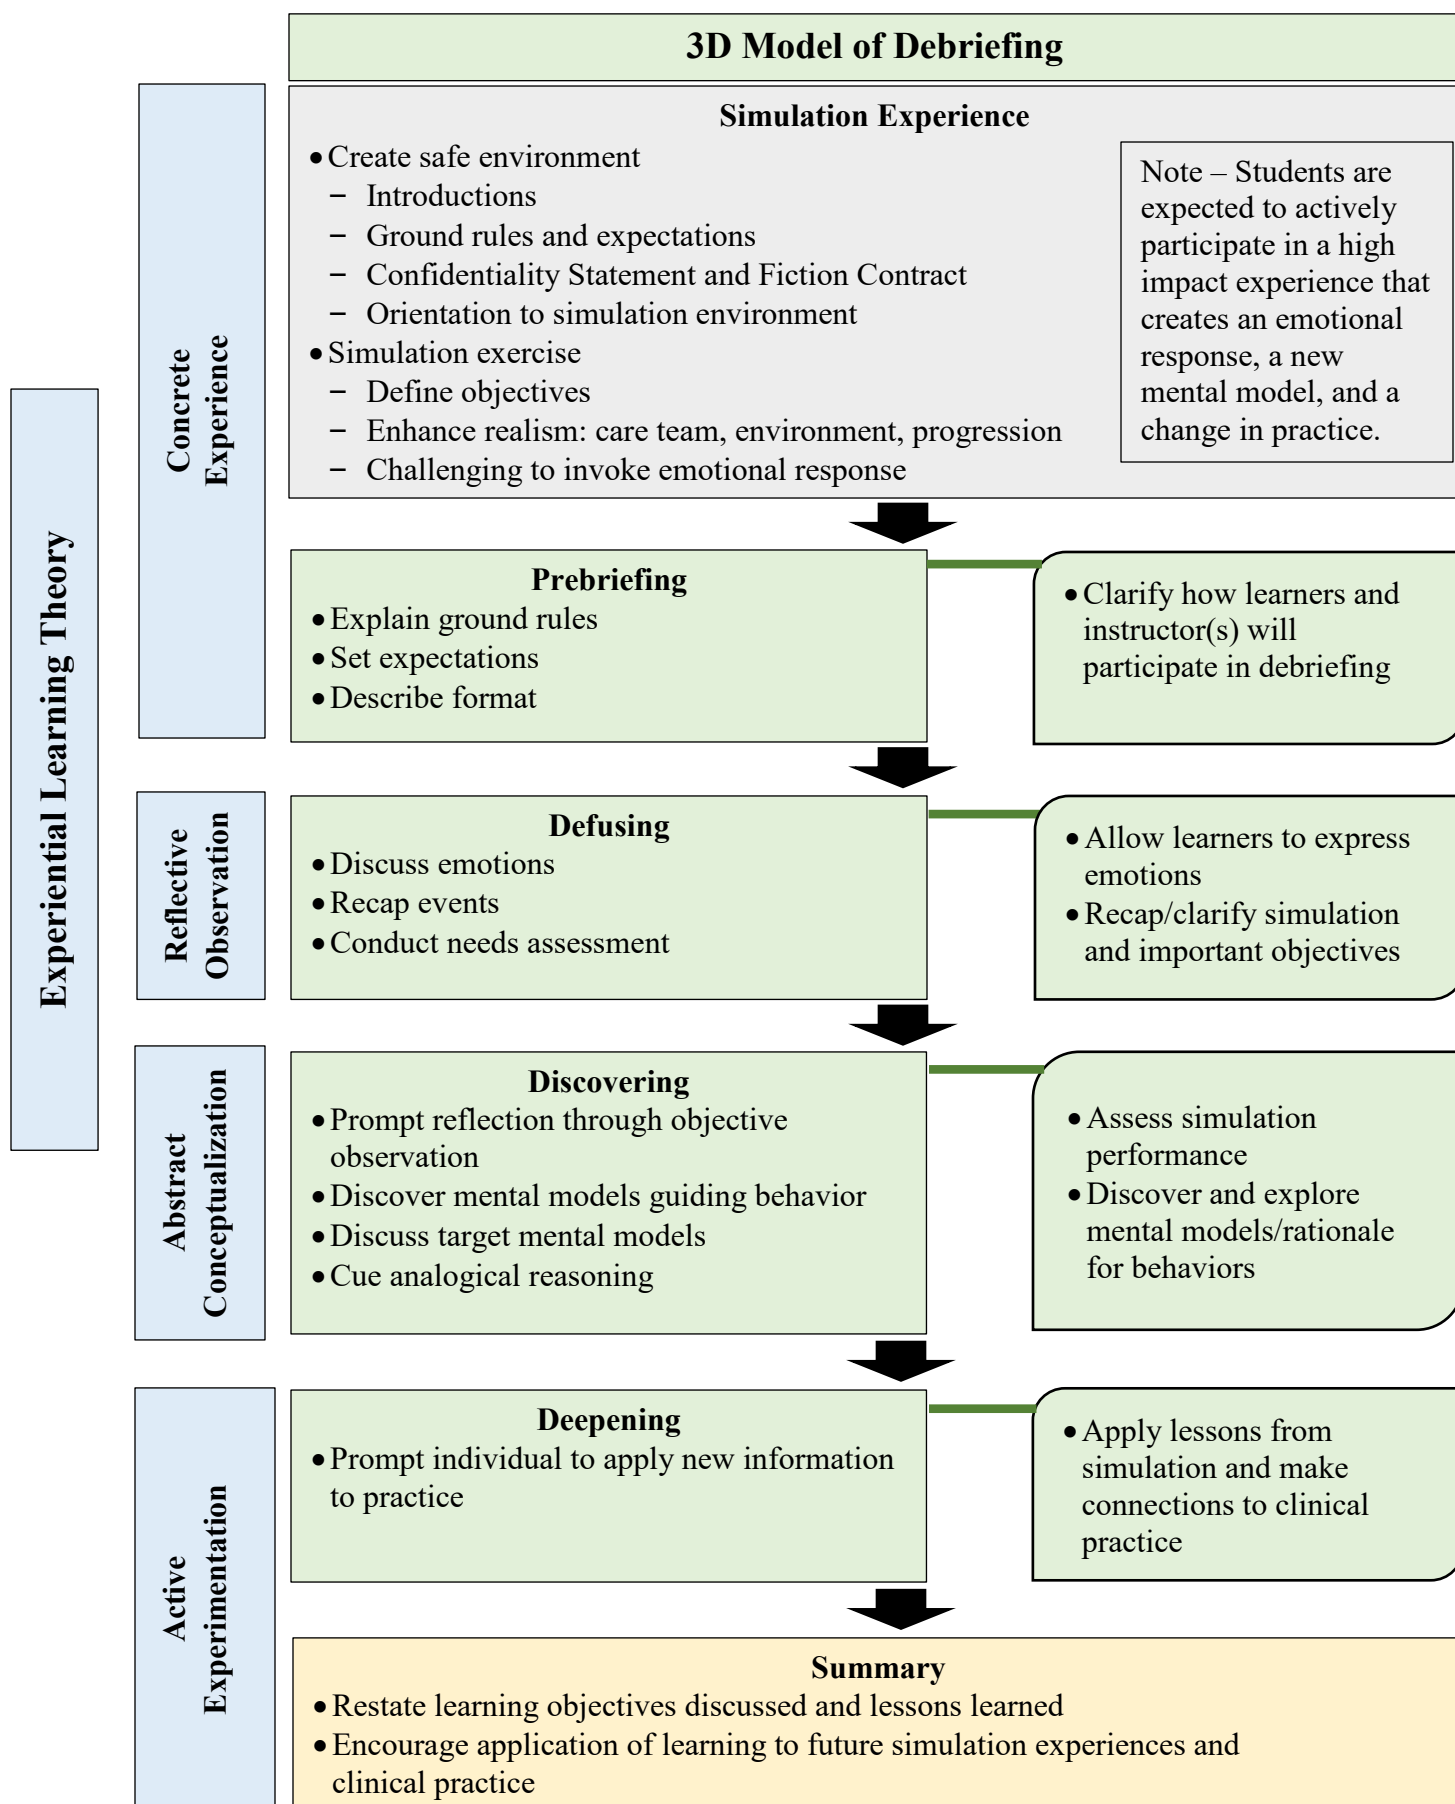 3D Model of Debriefing
Experiential Learning Theory
Concrete
Experience
Simulation Experience
• Create safe environment
– Introductions
– Ground rules and expectations
– Confidentiality Statement and Fiction Contract
– Orientation to simulation environment
• Simulation exercise
– Define objectives
– Enhance realism: care team, environment, progression
– Challenging to invoke emotional response
Note – Students are
expected to actively
participate in a high
impact experience that
creates an emotional
response, a new
mental model, and a
change in practice.
Prebriefing
• Explain ground rules
• Set expectations
• Describe format
• Clarify how learners and
instructor(s) will
participate in debriefing
Reflective
Observation
Defusing
• Discuss emotions
• Recap events
• Conduct needs assessment
• Allow learners to express
emotions
• Recap/clarify simulation
and important objectives
Abstract
Conceptualization
Discovering
• Prompt reflection through objective
observation
• Discover mental models guiding behavior
• Discuss target mental models
• Cue analogical reasoning
• Assess simulation
performance
• Discover and explore
mental models/rationale
for behaviors
Active
Experimentation
Deepening
• Prompt individual to apply new information
to practice
• Apply lessons from
simulation and make
connections to clinical
practice
Summary
• Restate learning objectives discussed and lessons learned
• Encourage application of learning to future simulation experiences and
clinical practice